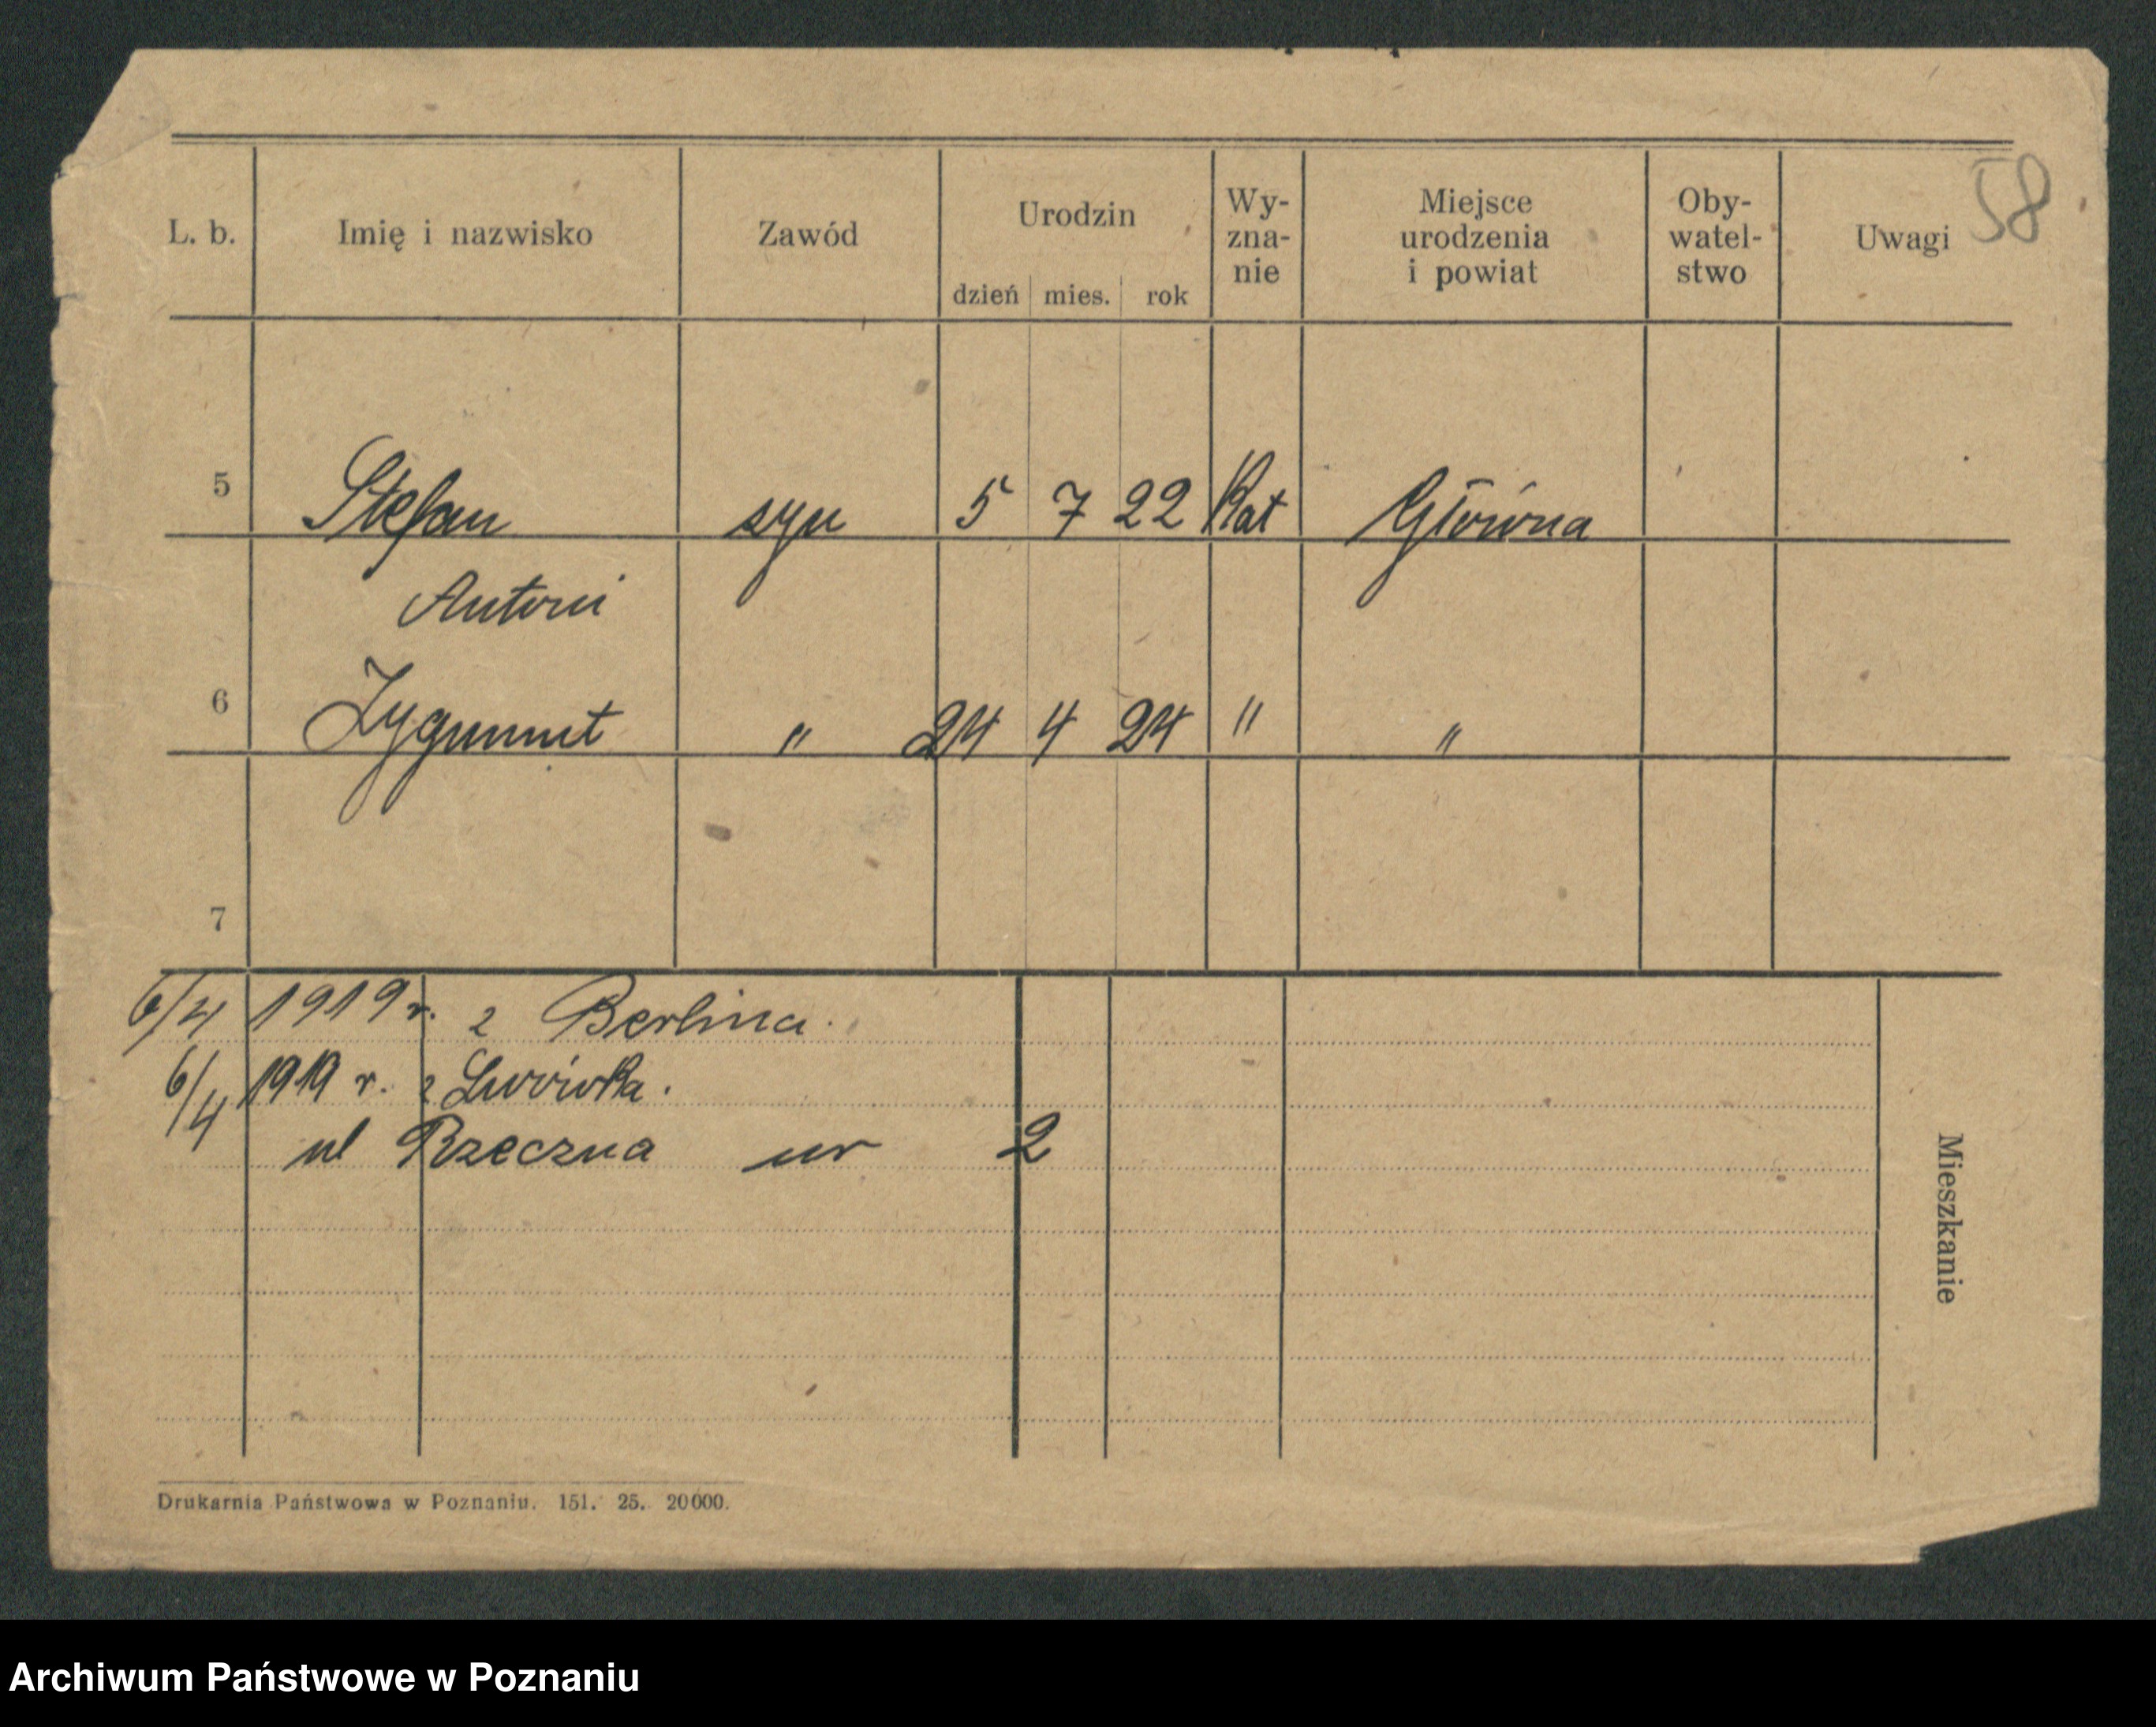 58
L. b. Imię i nazwisko Zawód Urodzin dzień mies. rok Wy-zna-nie Miejsce urodzenia i powiat Oby-watel-stwo Uwagi
5 Stefan syn 5 7 22 Kat Główna
Antoni
6 Zygmunt " 24 4 24 " "
7
6/4 1919 r. z Berlina.
6/4 1919 r. z Lwówka.
ul Rzeczna nr 2
Mieszkanie
Drukarnia Państwowa w Poznaniu. 151. 25. 20000.
Archiwum Państwowe w Poznaniu